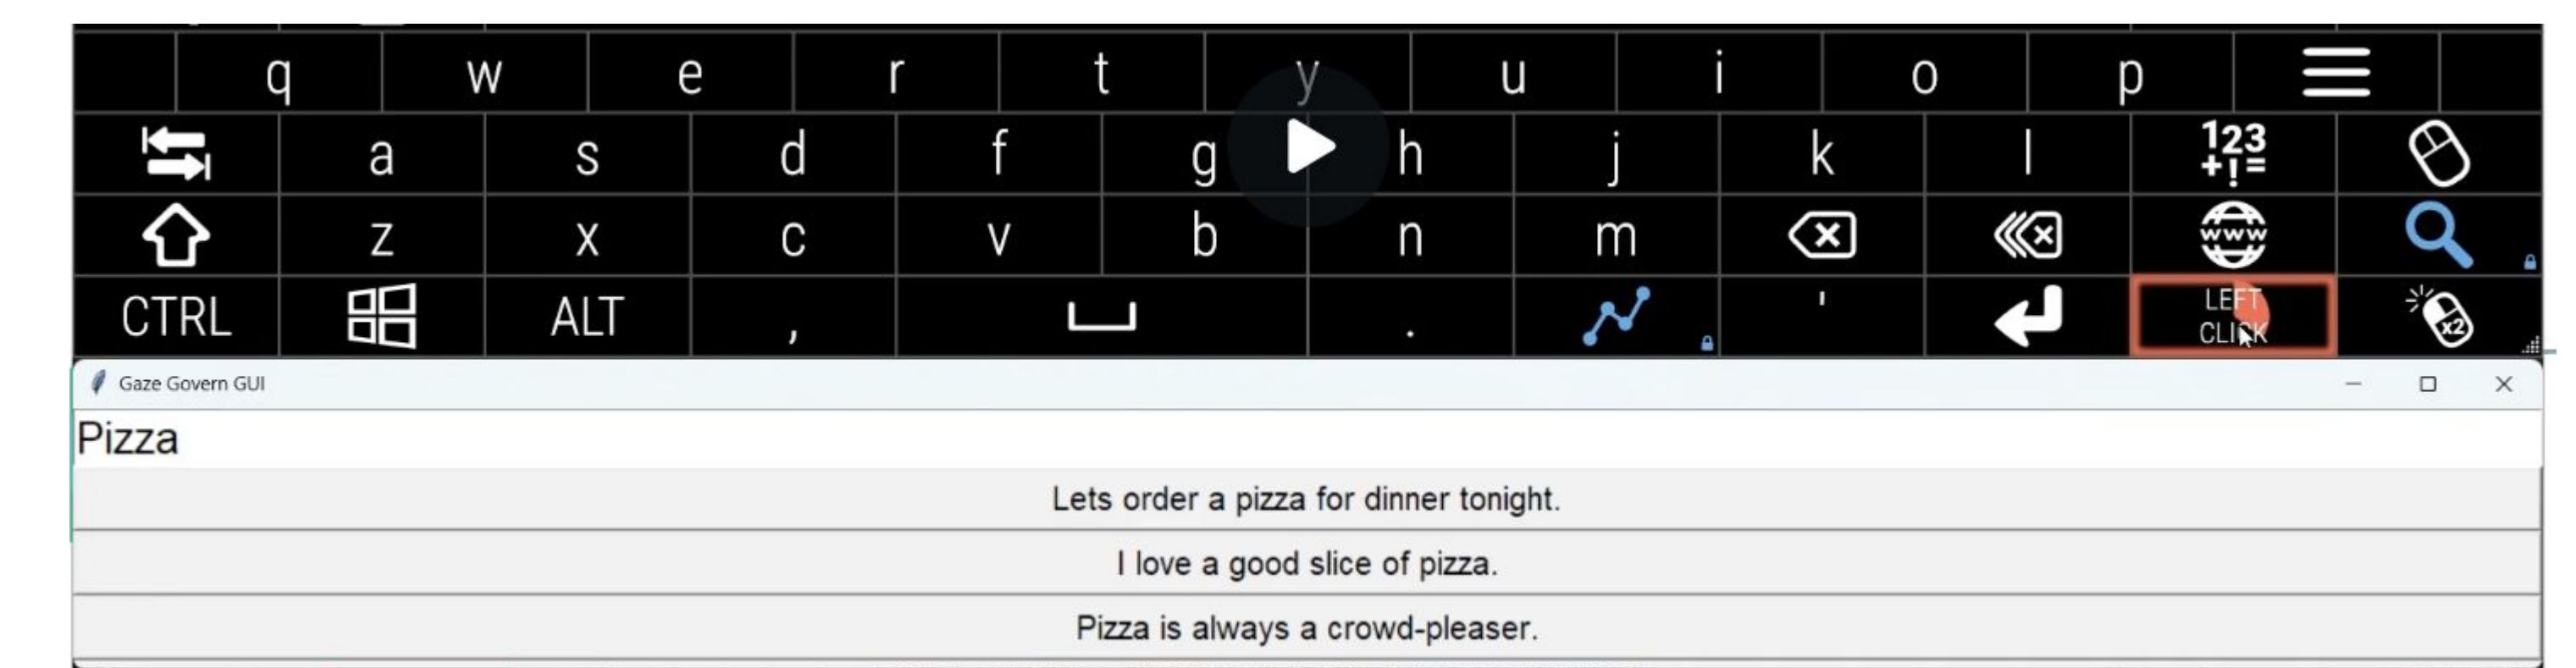 q w e r t y u i o p
a s d f g h j k l 123 +!=
z x c v b n m www
CTRL ALT , . ' LEFT CLICK x2
Gaze Govern GUI
Pizza
Lets order a pizza for dinner tonight.
I love a good slice of pizza.
Pizza is always a crowd-pleaser.